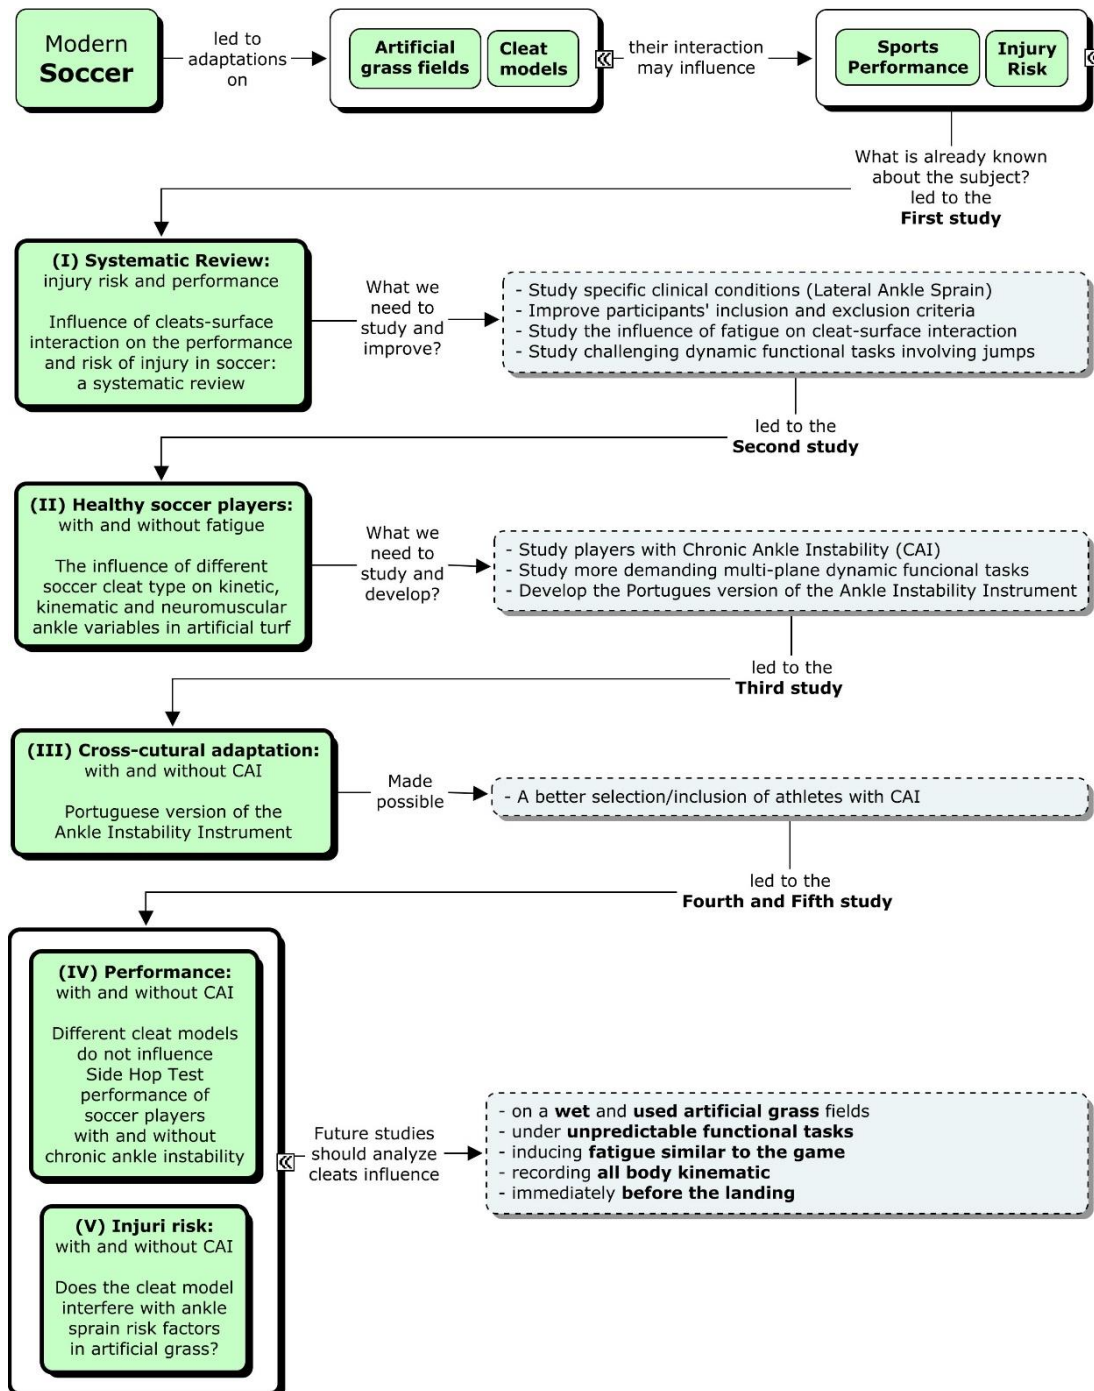 Modern
Soccer
led to
adaptations
on
Artificial
grass fields
Cleat
models
their interaction
may influence
Sports
Performance
Injury
Risk
What is already known
about the subject?
led to the
First study
(I) Systematic Review:
injury risk and performance
Influence of cleats-surface
interaction on the performance
and risk of injury in soccer:
a systematic review
What we
need to
study and
improve?
- Study specific clinical conditions (Lateral Ankle Sprain)
- Improve participants' inclusion and exclusion criteria
- Study the influence of fatigue on cleat-surface interaction
- Study challenging dynamic functional tasks involving jumps
led to the
Second study
(II) Healthy soccer players:
with and without fatigue
The influence of different
soccer cleat type on kinetic,
kinematic and neuromuscular
ankle variables in artificial turf
What we
need to
study and
develop?
- Study players with Chronic Ankle Instability (CAI)
- Study more demanding multi-plane dynamic funcional tasks
- Develop the Portugues version of the Ankle Instability Instrument
led to the
Third study
(III) Cross-cutural adaptation:
with and without CAI
Portuguese version of the
Ankle Instability Instrument
Made
possible
- A better selection/inclusion of athletes with CAI
led to the
Fourth and Fifth study
(IV) Performance:
with and without CAI
Different cleat models
do not influence
Side Hop Test
performance of
soccer players
with and without
chronic ankle instability
(V) Injuri risk:
with and without CAI
Does the cleat model
interfere with ankle
sprain risk factors
in artificial grass?
Future studies
should analyze
cleats influence
- on a wet and used artificial grass fields
- under unpredictable functional tasks
- inducing fatigue similar to the game
- recording all body kinematic
- immediately before the landing